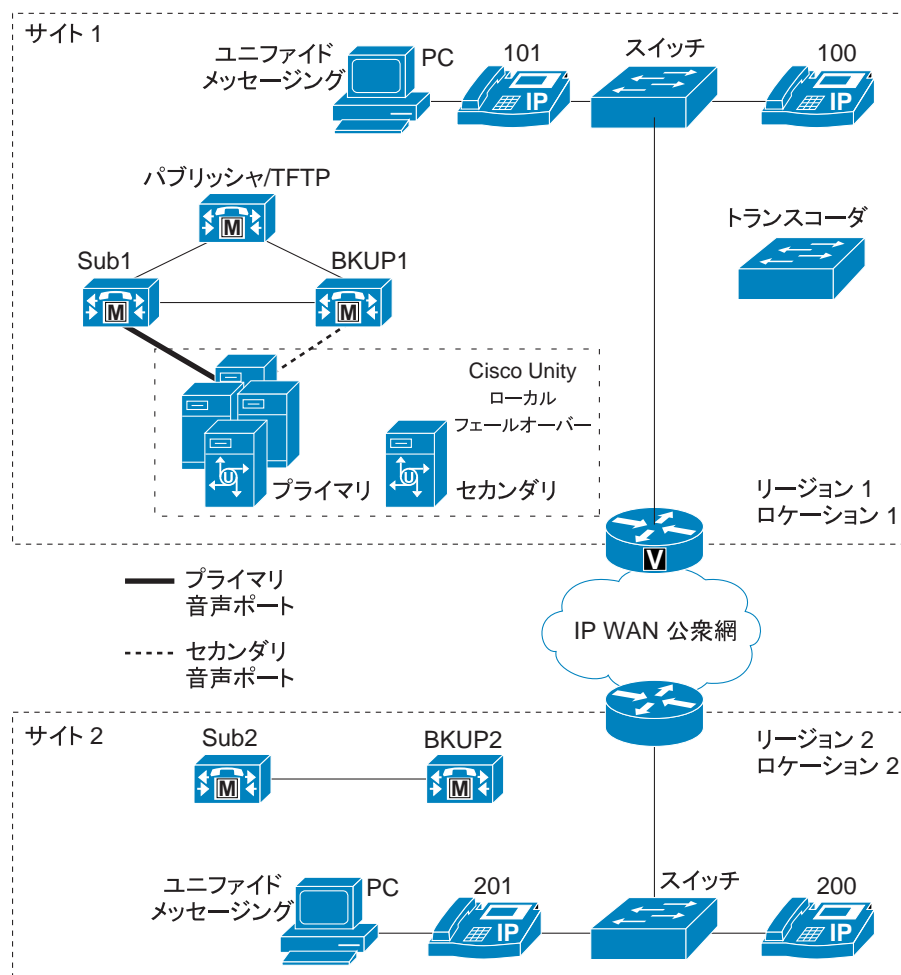 サイト 1
ユニファイド
メッセージング
PC
101
スイッチ
100
IP
IP
パブリッシャ/TFTP
M
トランスコーダ
Sub1
BKUP1
M
M
Cisco Unity
ローカル
フェールオーバー
U
プライマリ
U
セカンダリ
リージョン 1
ロケーション 1
V
プライマリ
音声ポート
IP WAN 公衆網
セカンダリ
音声ポート
サイト 2
Sub2
BKUP2
リージョン 2
ロケーション 2
M
M
ユニファイド
メッセージング
PC
201
スイッチ
200
IP
IP